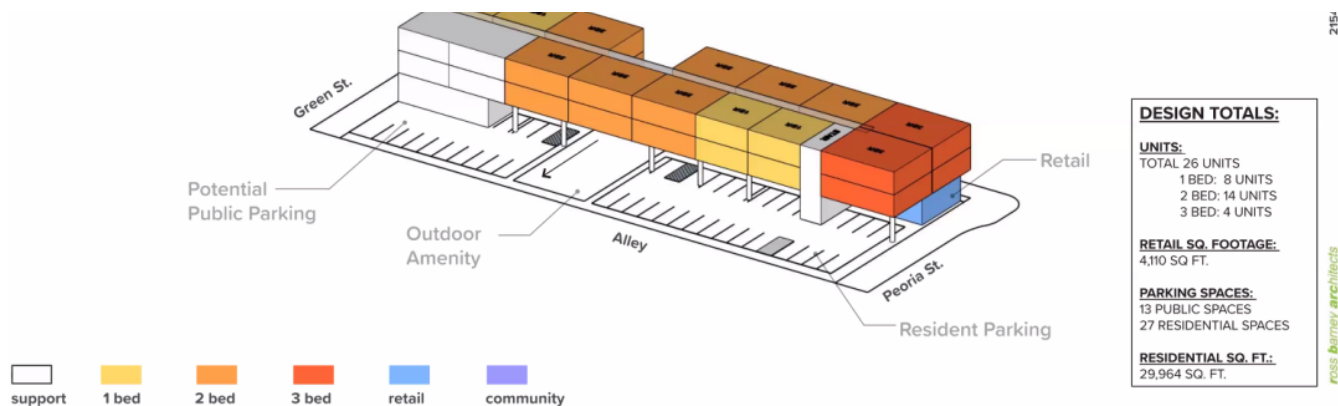 2154
Green St.
Potential
Public Parking
Outdoor
Amenity
Alley
Peoria St.
Retail
Resident Parking
DESIGN TOTALS:
UNITS:
TOTAL 26 UNITS
1 BED: 8 UNITS
2 BED: 14 UNITS
3 BED: 4 UNITS
RETAIL SQ. FOOTAGE:
4,110 SQ FT.
PARKING SPACES:
13 PUBLIC SPACES
27 RESIDENTIAL SPACES
RESIDENTIAL SQ. FT.:
29,964 SQ. FT.
ross barney architects
support
1 bed
2 bed
3 bed
retail
community